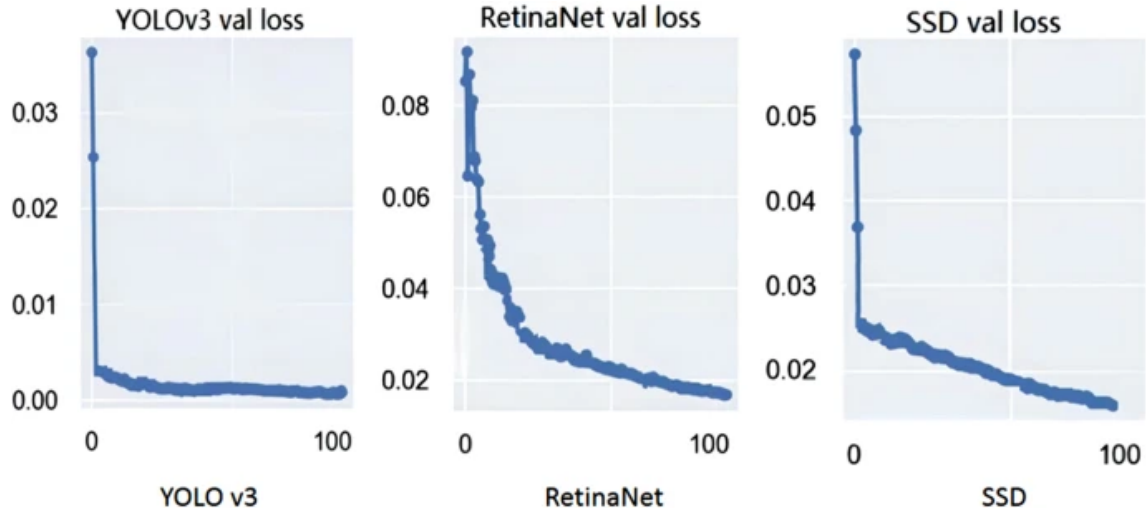 YOLOv3 val loss
0.03
0.02
0.01
0.00
0 100
YOLO v3
RetinaNet val loss
0.08
0.06
0.04
0.02
0 100
RetinaNet
SSD val loss
0.05
0.04
0.03
0.02
0 100
SSD